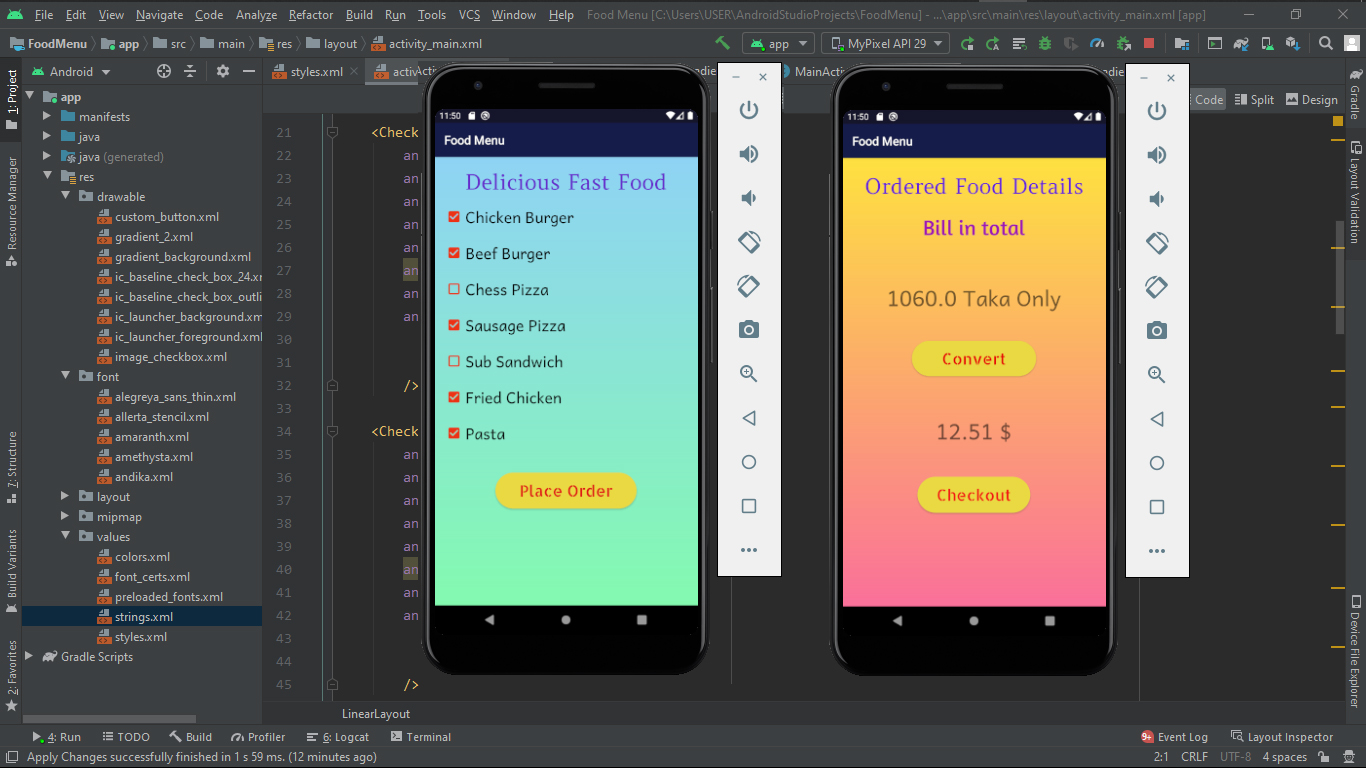 File Edit View Navigate Code Analyze Refactor Build Run Tools VCS Window Help Food Menu [C:\Users\USER\AndroidStudioProjects\FoodMenu] - ...\app\src\main\res\layout\activity_main.xml [app]
FoodMenu app src main res layout activity_main.xml app MyPixel API 29
Android styles.xml MainAc
Code Split Design
1: Project
Resource Manager
7: Structure
Build Variants
2: Favorites
app
manifests
java
java (generated)
res
drawable
custom_button.xml
gradient_2.xml
gradient_background.xml
ic_baseline_check_box_24.xr
ic_baseline_check_box_outli
ic_launcher_background.xm
ic_launcher_foreground.xml
image_checkbox.xml
font
alegreya_sans_thin.xml
allerta_stencil.xml
amaranth.xml
amethysta.xml
andika.xml
layout
mipmap
values
colors.xml
font_certs.xml
preloaded_fonts.xml
strings.xml
styles.xml
Gradle Scripts
21 <Check
22 an
23 an
24 an
25 an
26 an
27 an
28 an
29 an
30
31
32 />
33
34 <Check
35 an
36 an
37 an
38 an
39 an
40 an
41 an
42 an
43
44
45 />
11:50
Food Menu
Delicious Fast Food
Chicken Burger
Beef Burger
Chess Pizza
Sausage Pizza
Sub Sandwich
Fried Chicken
Pasta
Place Order
11:50
Food Menu
Ordered Food Details
Bill in total
1060.0 Taka Only
Convert
12.51 $
Checkout
Gradle
Layout Validation
Device File Explorer
LinearLayout
4: Run TODO Build Profiler 6: Logcat Terminal 9+ Event Log Layout Inspector
Apply Changes successfully finished in 1 s 59 ms. (12 minutes ago) 2:1 CRLF UTF-8 4 spaces